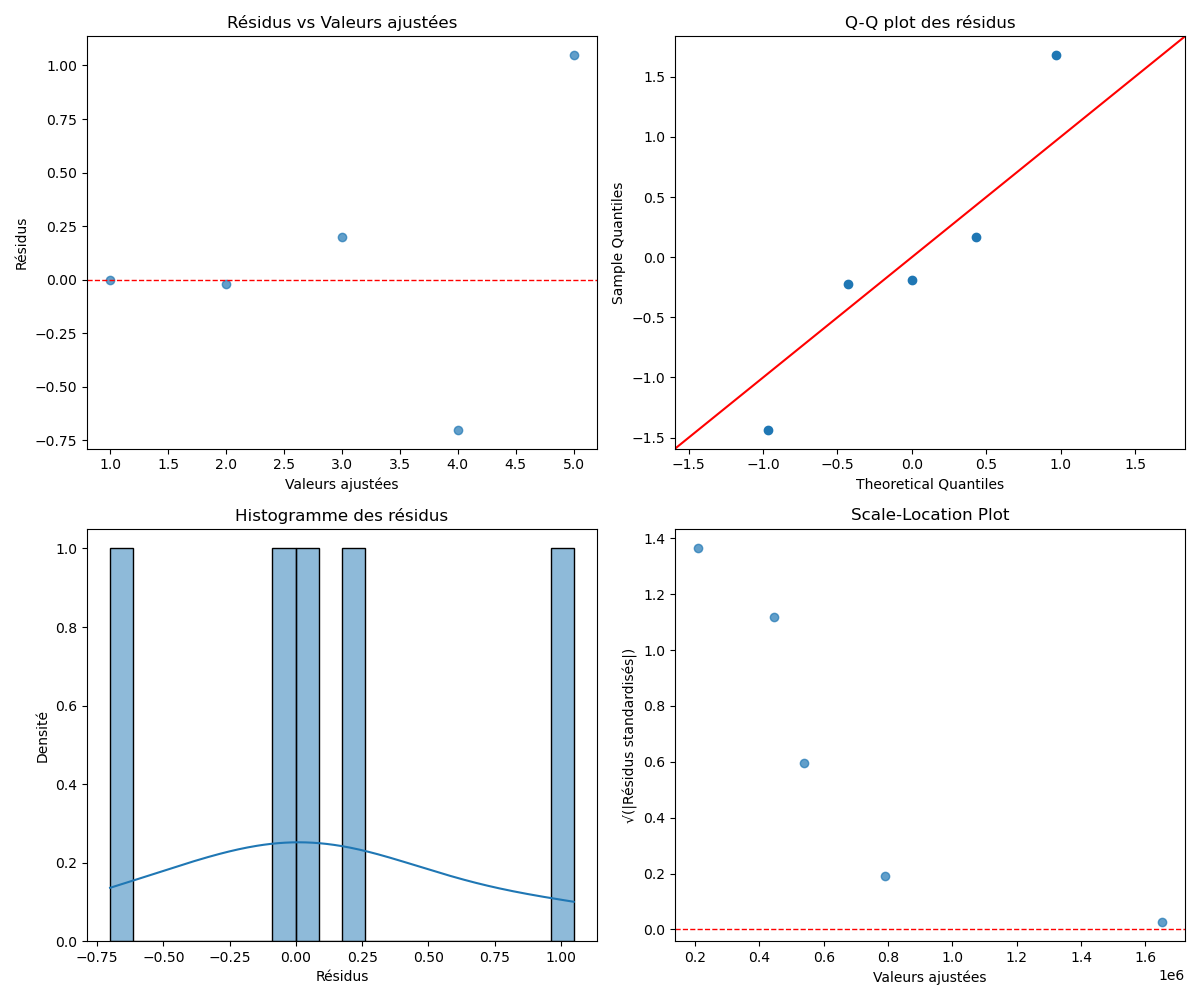 Résidus vs Valeurs ajustées
1.00
0.75
0.50
0.25
0.00
−0.25
−0.50
−0.75
Résidus
1.0 1.5 2.0 2.5 3.0 3.5 4.0 4.5 5.0
Valeurs ajustées
Q-Q plot des résidus
1.5
1.0
0.5
0.0
−0.5
−1.0
−1.5
Sample Quantiles
−1.5 −1.0 −0.5 0.0 0.5 1.0 1.5
Theoretical Quantiles
Histogramme des résidus
1.0
0.8
0.6
0.4
0.2
0.0
Densité
−0.75 −0.50 −0.25 0.00 0.25 0.50 0.75 1.00
Résidus
Scale-Location Plot
1.4
1.2
1.0
0.8
0.6
0.4
0.2
0.0
√(|Résidus standardisés|)
0.2 0.4 0.6 0.8 1.0 1.2 1.4 1.6
1e6
Valeurs ajustées